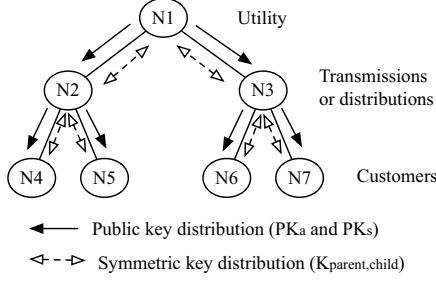 N1 Utility
N2 N3 Transmissions
or distributions
N4 N5 N6 N7 Customers
Public key distribution (PKa and PKs)
Symmetric key distribution (Kparent,child)